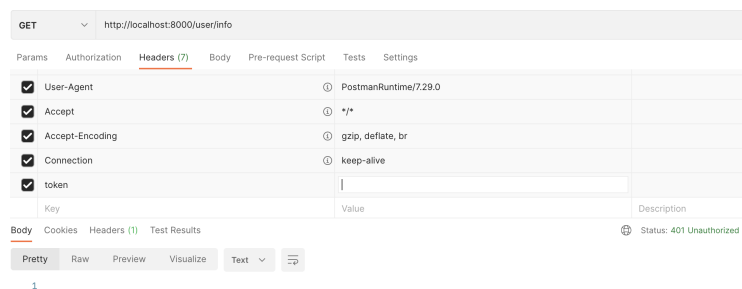 GET http://localhost:8000/user/info
Params Authorization Headers (7) Body Pre-request Script Tests Settings
User-Agent PostmanRuntime/7.29.0
Accept */*
Accept-Encoding gzip, deflate, br
Connection keep-alive
token
Key Value Description
Body Cookies Headers (1) Test Results Status: 401 Unauthorized
Pretty Raw Preview Visualize Text
1